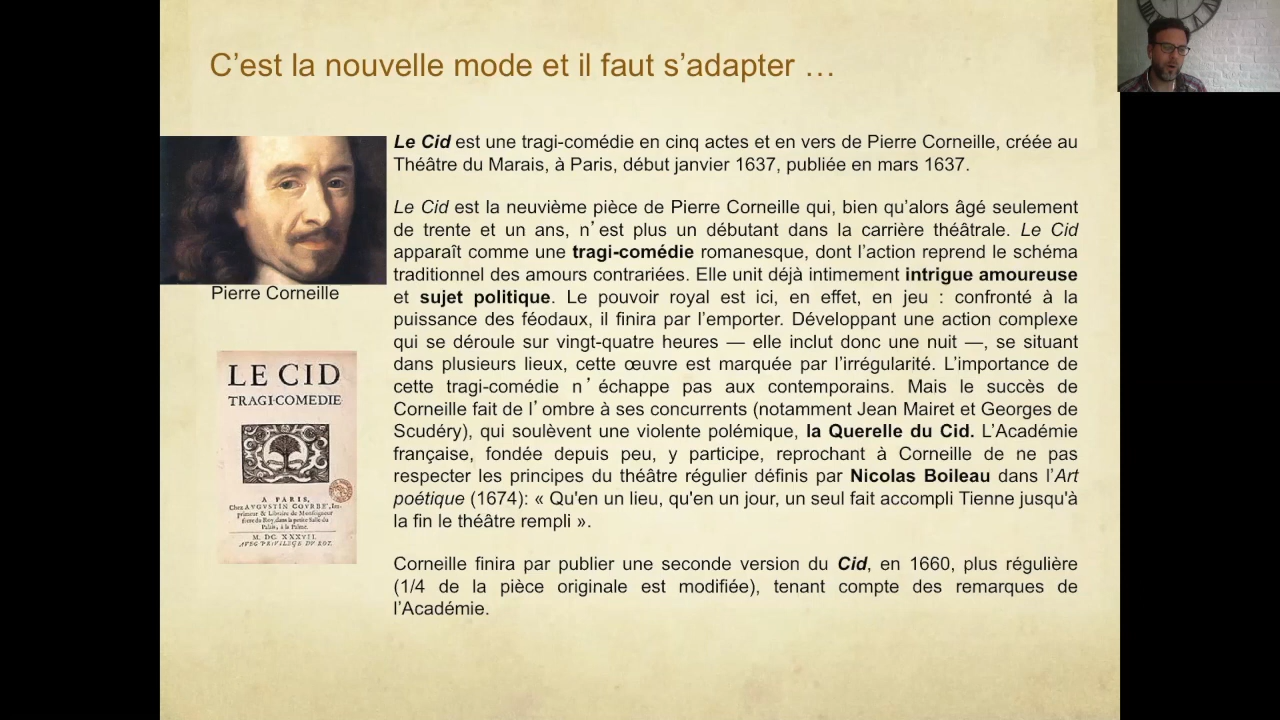 C’est la nouvelle mode et il faut s’adapter …
Le Cid est une tragi-comédie en cinq actes et en vers de Pierre Corneille, créée au
Théâtre du Marais, à Paris, début janvier 1637, publiée en mars 1637.
Le Cid est la neuvième pièce de Pierre Corneille qui, bien qu’alors âgé seulement
de trente et un ans, n’est plus un débutant dans la carrière théâtrale. Le Cid
apparaît comme une tragi-comédie romanesque, dont l’action reprend le schéma
traditionnel des amours contrariées. Elle unit déjà intimement intrigue amoureuse
et sujet politique. Le pouvoir royal est ici, en effet, en jeu : confronté à la
puissance des féodaux, il finira par l’emporter. Développant une action complexe
qui se déroule sur vingt-quatre heures — elle inclut donc une nuit —, se situant
dans plusieurs lieux, cette œuvre est marquée par l’irrégularité. L’importance de
cette tragi-comédie n’échappe pas aux contemporains. Mais le succès de
Corneille fait de l’ombre à ses concurrents (notamment Jean Mairet et Georges de
Scudéry), qui soulèvent une violente polémique, la Querelle du Cid. L’Académie
française, fondée depuis peu, y participe, reprochant à Corneille de ne pas
respecter les principes du théâtre régulier définis par Nicolas Boileau dans l’Art
poétique (1674): « Qu'en un lieu, qu'en un jour, un seul fait accompli Tienne jusqu'à
la fin le théâtre rempli ».
Corneille finira par publier une seconde version du Cid, en 1660, plus régulière
(1/4 de la pièce originale est modifiée), tenant compte des remarques de
l’Académie.
Pierre Corneille
LE CID
TRAGI-COMEDIE
A PARIS,
Chez AVGVSTIN COVRBE', Im-
primeur & Libraire de Monseigneur
frere du Roy, dans la petite Salle du
Palais, à la Palme.
M. DC. XXXVII.
AVEC PRIVILEGE DV ROY.